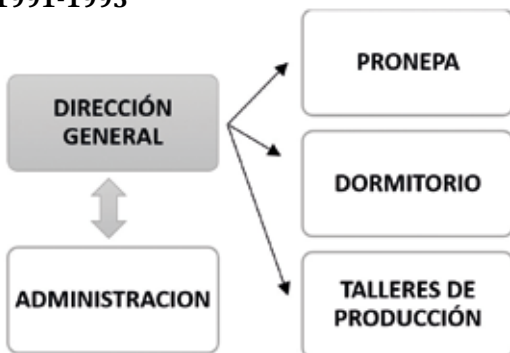 1991-1993
PRONEPA
DIRECCIÓN
GENERAL
DORMITORIO
ADMINISTRACION
TALLERES DE
PRODUCCIÓN